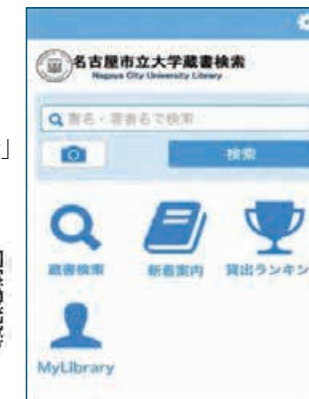 名古屋市立大学蔵書検索
Nagoya City University Library
書名・著者名で検索
検索
蔵書検索
新着案内
貸出ランキン
MyLibrary